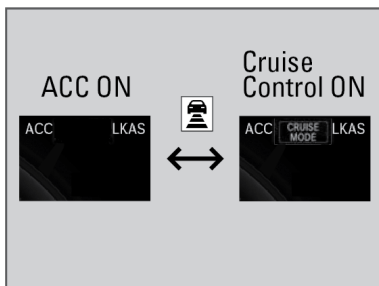 ACC ON
Cruise
Control ON
ACC LKAS
ACC CRUISE MODE LKAS